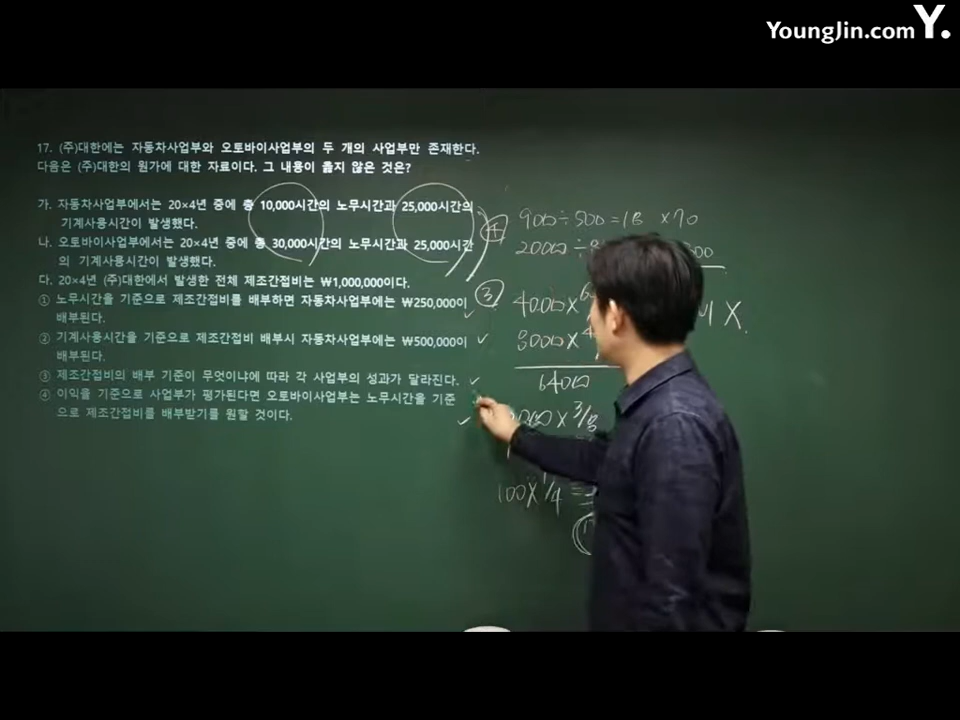 YoungJin.com Y.
17. (주)대한에는 자동차사업부와 오토바이사업부의 두 개의 사업부만 존재한다.
다음은 (주)대한의 원가에 대한 자료이다. 그 내용이 옳지 않은 것은?
가. 자동차사업부에서는 20×4년 중에 총 10,000시간의 노무시간과 25,000시간의
기계사용시간이 발생했다.
나. 오토바이사업부에서는 20×4년 중에 총 30,000시간의 노무시간과 25,000시간
의 기계사용시간이 발생했다.
다. 20×4년 (주)대한에서 발생한 전체 제조간접비는 ₩1,000,000이다.
① 노무시간을 기준으로 제조간접비를 배부하면 자동차사업부에는 ₩250,000이
배부된다.
② 기계사용시간을 기준으로 제조간접비 배부시 자동차사업부에는 ₩500,000이
배부된다.
③ 제조간접비의 배부 기준이 무엇이냐에 따라 각 사업부의 성과가 달라진다.
④ 이익을 기준으로 사업부가 평가된다면 오토바이사업부는 노무시간을 기준
으로 제조간접비를 배부받기를 원할 것이다.
④ 900÷500=18 ×70
2000÷
③ 4000×
8000×
6400
×3/8
100×1/4 =
X